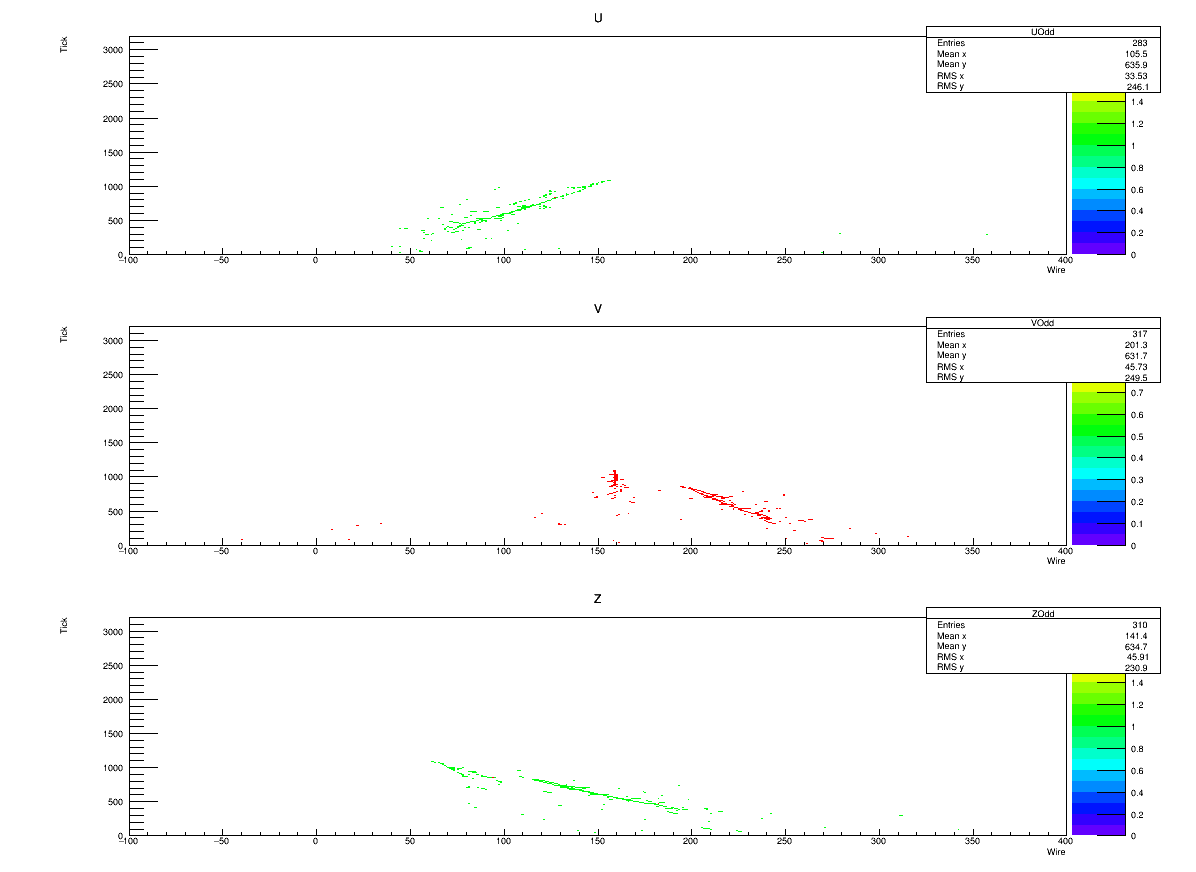 U
Tick
3000
2500
2000
1500
1000
500
0
−100 −50 0 50 100 150 200 250 300 350 400
Wire
UOdd
Entries 283
Mean x 105.5
Mean y 635.9
RMS x 33.53
RMS y 246.1
1.4
1.2
1
0.8
0.6
0.4
0.2
0
V
Tick
3000
2500
2000
1500
1000
500
0
−100 −50 0 50 100 150 200 250 300 350 400
Wire
VOdd
Entries 317
Mean x 201.3
Mean y 631.7
RMS x 45.73
RMS y 249.5
0.7
0.6
0.5
0.4
0.3
0.2
0.1
0
Z
Tick
3000
2500
2000
1500
1000
500
0
−100 −50 0 50 100 150 200 250 300 350 400
Wire
ZOdd
Entries 310
Mean x 141.4
Mean y 634.7
RMS x 45.91
RMS y 230.9
1.4
1.2
1
0.8
0.6
0.4
0.2
0